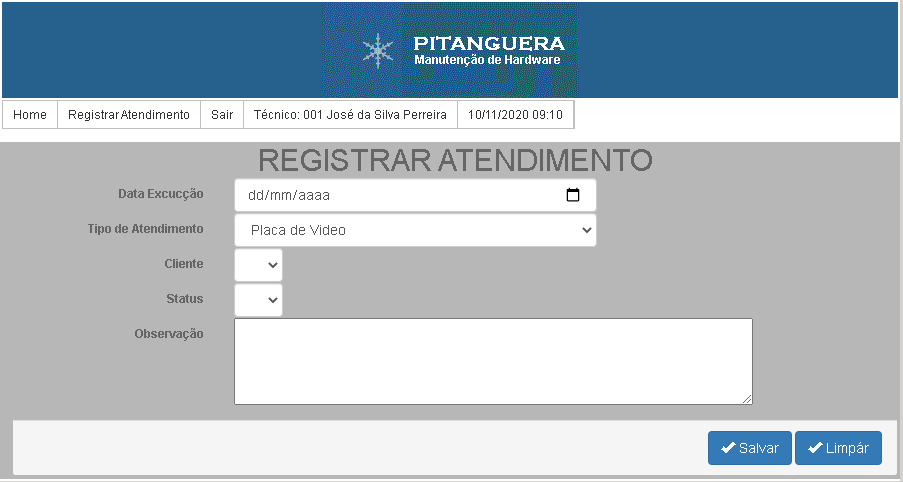 PITANGUERA
Manutenção de Hardware
Home Registrar Atendimento Sair Técnico: 001 José da Silva Perreira 10/11/2020 09:10
REGISTRAR ATENDIMENTO
Data Excucção dd/mm/aaaa
Tipo de Atendimento Placa de Video
Cliente
Status
Observação
Salvar Limpár